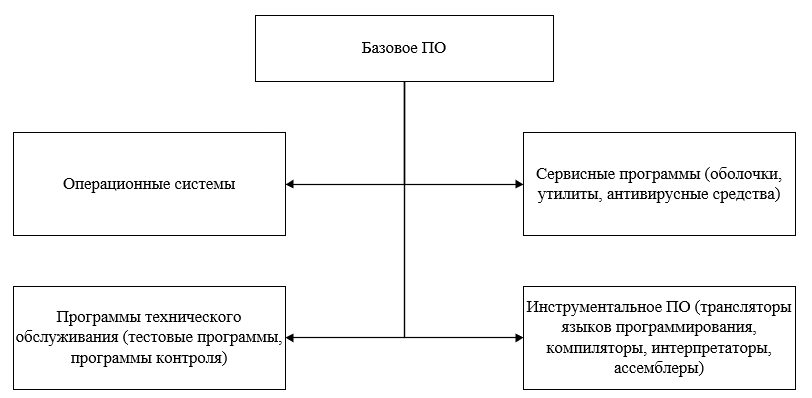 Базовое ПО
Операционные системы
Сервисные программы (оболочки,
утилиты, антивирусные средства)
Программы технического
обслуживания (тестовые программы,
программы контроля)
Инструментальное ПО (трансляторы
языков программирования,
компиляторы, интерпретаторы,
ассемблеры)